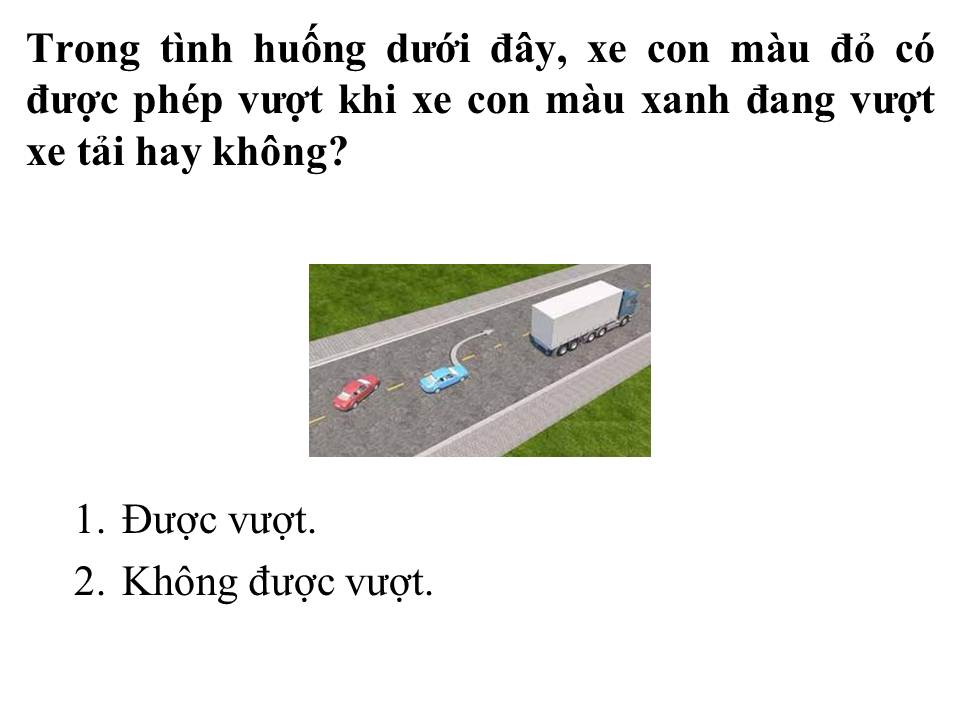 Trong tình huống dưới đây, xe con màu đỏ có
được phép vượt khi xe con màu xanh đang vượt
xe tải hay không?
1. Được vượt.
2. Không được vượt.